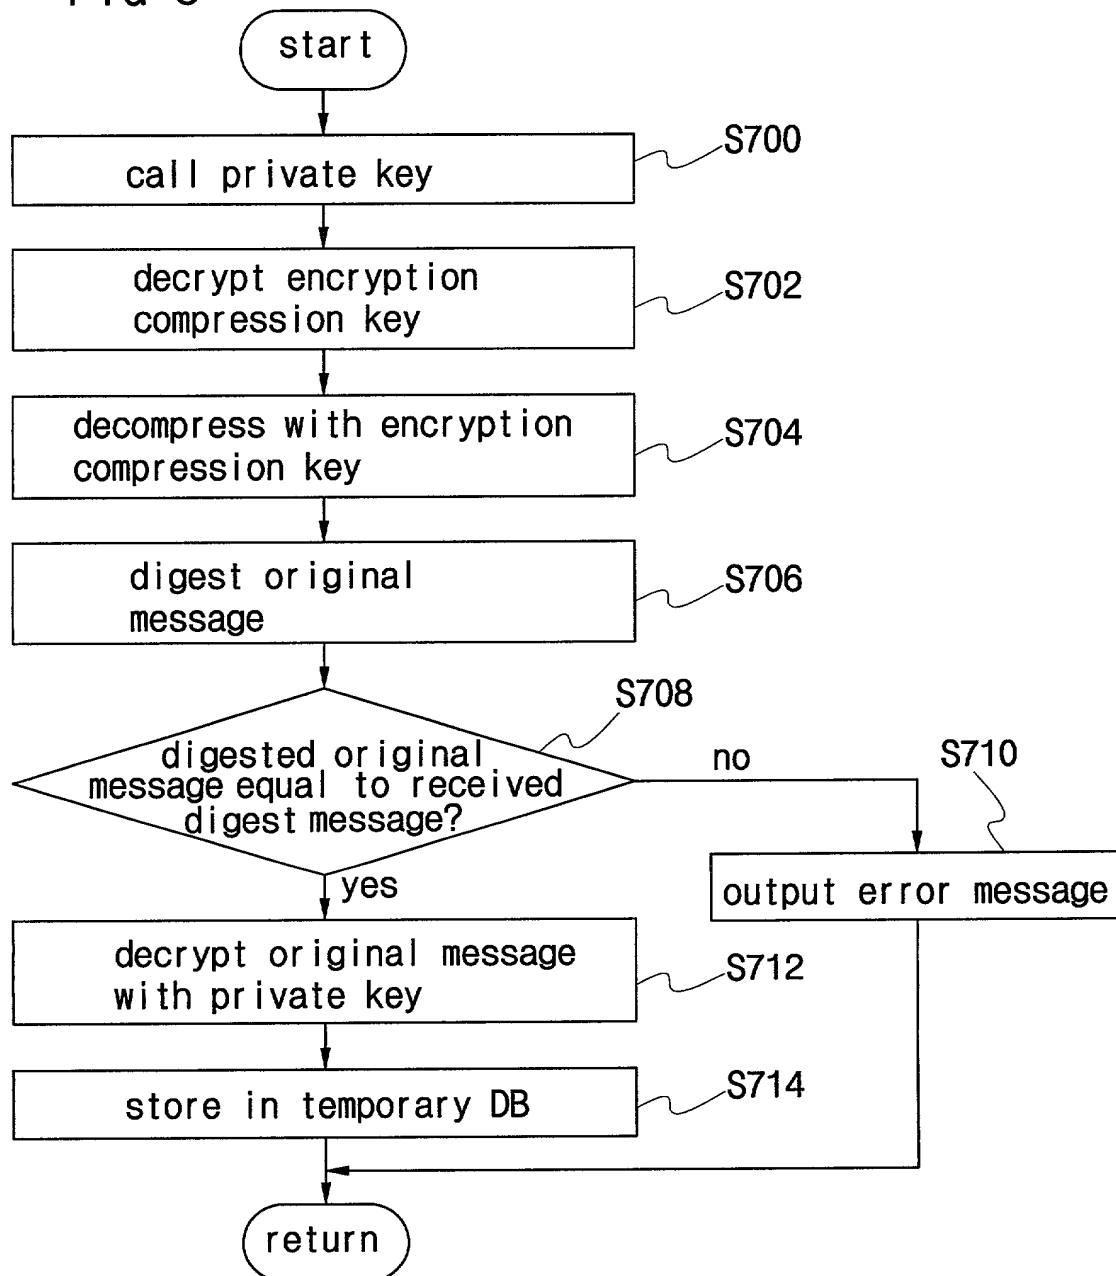 start
call private key
S700
decrypt encryption
compression key
S702
decompress with encryption
compression key
S704
digest original
message
S706
S708
digested original
message equal to received
digest message?
no
S710
yes
output error message
decrypt original message
with private key
S712
store in temporary DB
S714
return